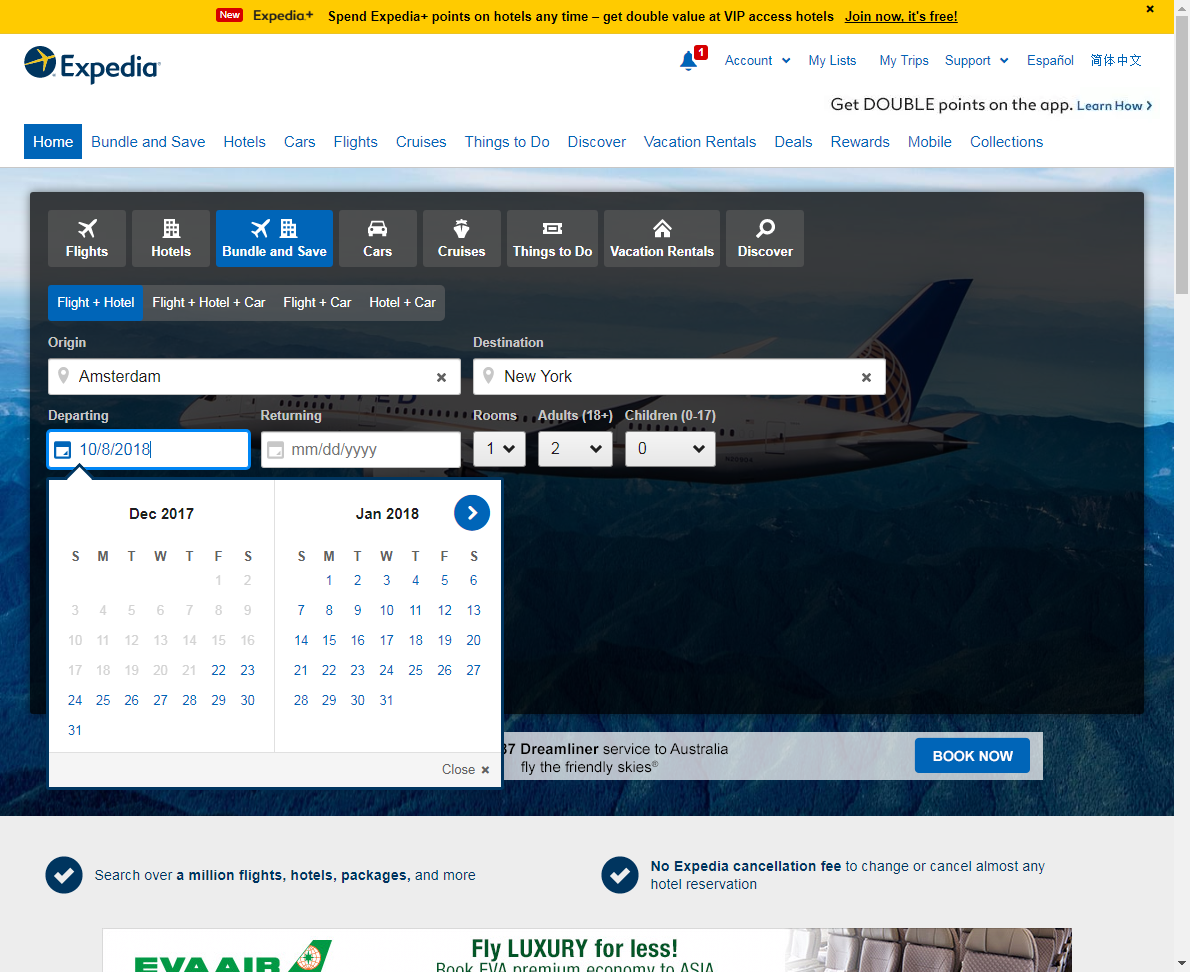 New Expedia+ Spend Expedia+ points on hotels any time – get double value at VIP access hotels Join now, it's free!
Expedia
1 Account My Lists My Trips Support Español 简体中文
Get DOUBLE points on the app. Learn How
Home Bundle and Save Hotels Cars Flights Cruises Things to Do Discover Vacation Rentals Deals Rewards Mobile Collections
Flights Hotels Bundle and Save Cars Cruises Things to Do Vacation Rentals Discover
Flight + Hotel Flight + Hotel + Car Flight + Car Hotel + Car
Origin Destination
Amsterdam New York
UNITED
Departing Returning Rooms Adults (18+) Children (0-17)
10/8/2018 mm/dd/yyyy 1 2 0
Dec 2017 Jan 2018
S M T W T F S S M T W T F S
1 2 1 2 3 4 5 6
3 4 5 6 7 8 9 7 8 9 10 11 12 13
10 11 12 13 14 15 16 14 15 16 17 18 19 20
17 18 19 20 21 22 23 21 22 23 24 25 26 27
24 25 26 27 28 29 30 28 29 30 31
31
37 Dreamliner service to Australia
fly the friendly skies®
BOOK NOW
Close
Search over a million flights, hotels, packages, and more
No Expedia cancellation fee to change or cancel almost any
hotel reservation
EVA AIR
Fly LUXURY for less!
Book EVA premium economy to ASIA